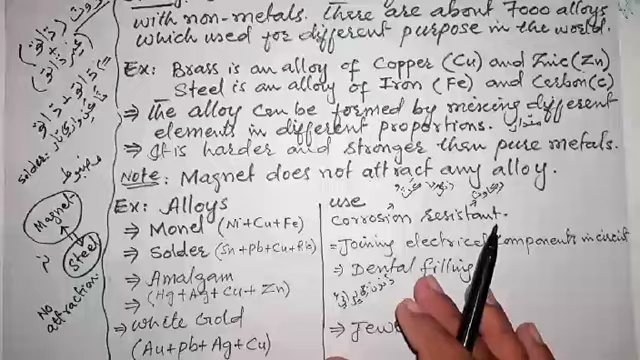 with non-metals. There are about 7000 alloys
which used for different purpose in the world.
Ex: Brass is an alloy of Copper (Cu) and Zinc (Zn)
Steel is an alloy of Iron (Fe) and Carbon(C)
⇒ The alloy can be formed by mixing different
elements in different proportions.
⇒ It is harder and stronger than pure metals.
Note: Magnet does not attract any alloy.
Ex: Alloys
⇒ Monel (Ni+Cu+Fe)
⇒ Solder (Sn+Pb+Cu+
⇒ Amalgam
⇒ (Hg+Ag+Cu+Zn)
⇒ White Gold
(Au+pb+Ag+Cu)
use
Corrosion resistant.
= Joining electrical components in circuit
⇒ Dental filling
⇒ Jew
solder:
Magnet
Steel
No
attraction: